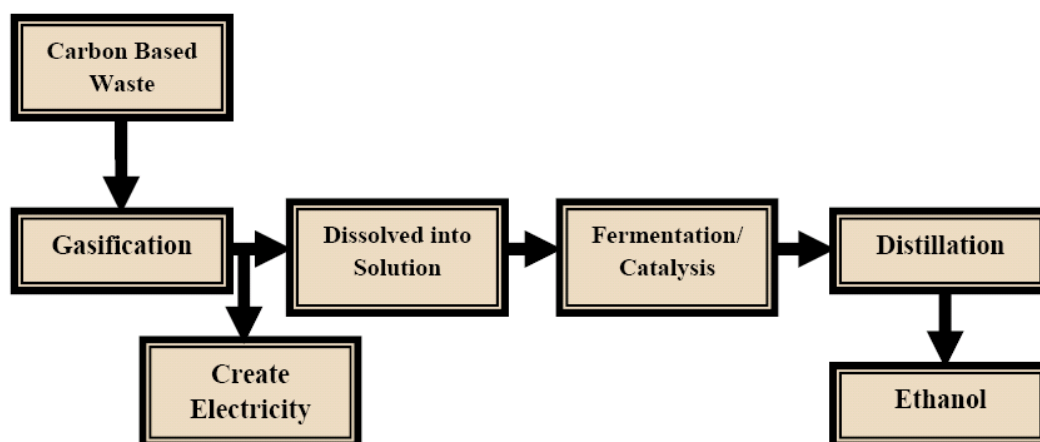 Carbon Based
Waste
Gasification
Dissolved into
Solution
Fermentation/
Catalysis
Distillation
Create
Electricity
Ethanol